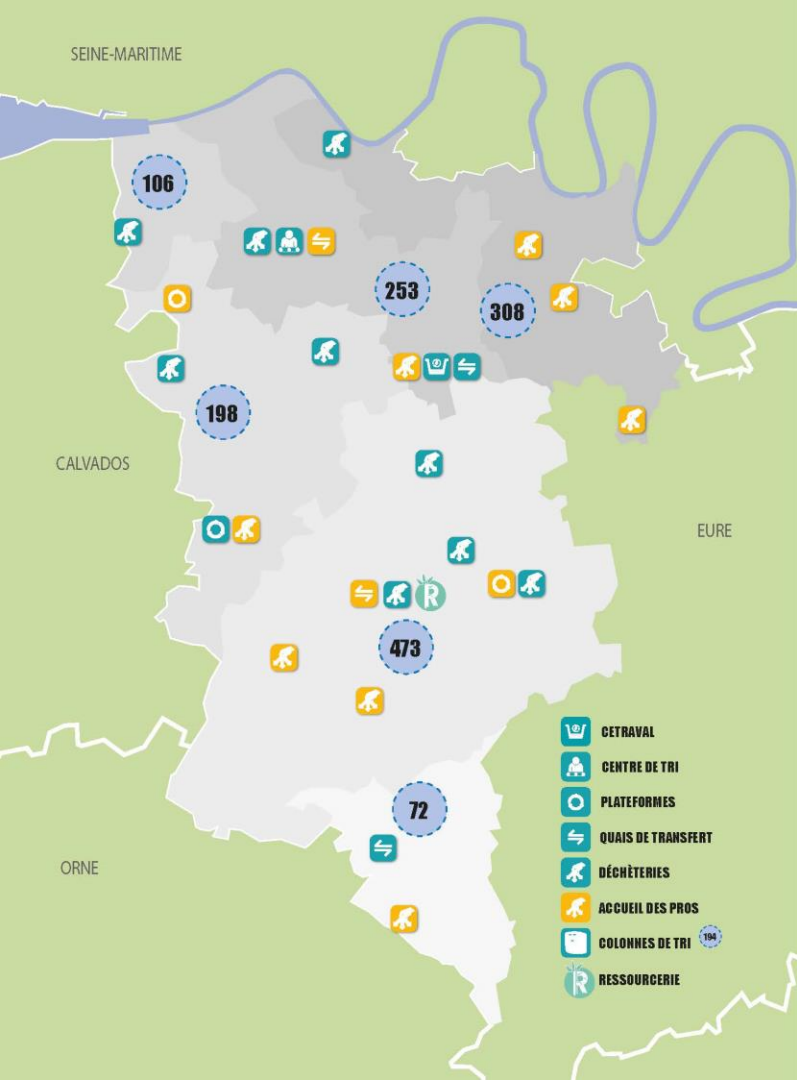 SEINE-MARITIME
106
253
308
198
CALVADOS
EURE
R
473
CETRAVAL
CENTRE DE TRI
72
PLATEFORMES
QUAIS DE TRANSFERT
ORNE
DÉCHÈTERIES
ACCUEIL DES PROS
COLONNES DE TRI 194
R RESSOURCERIE